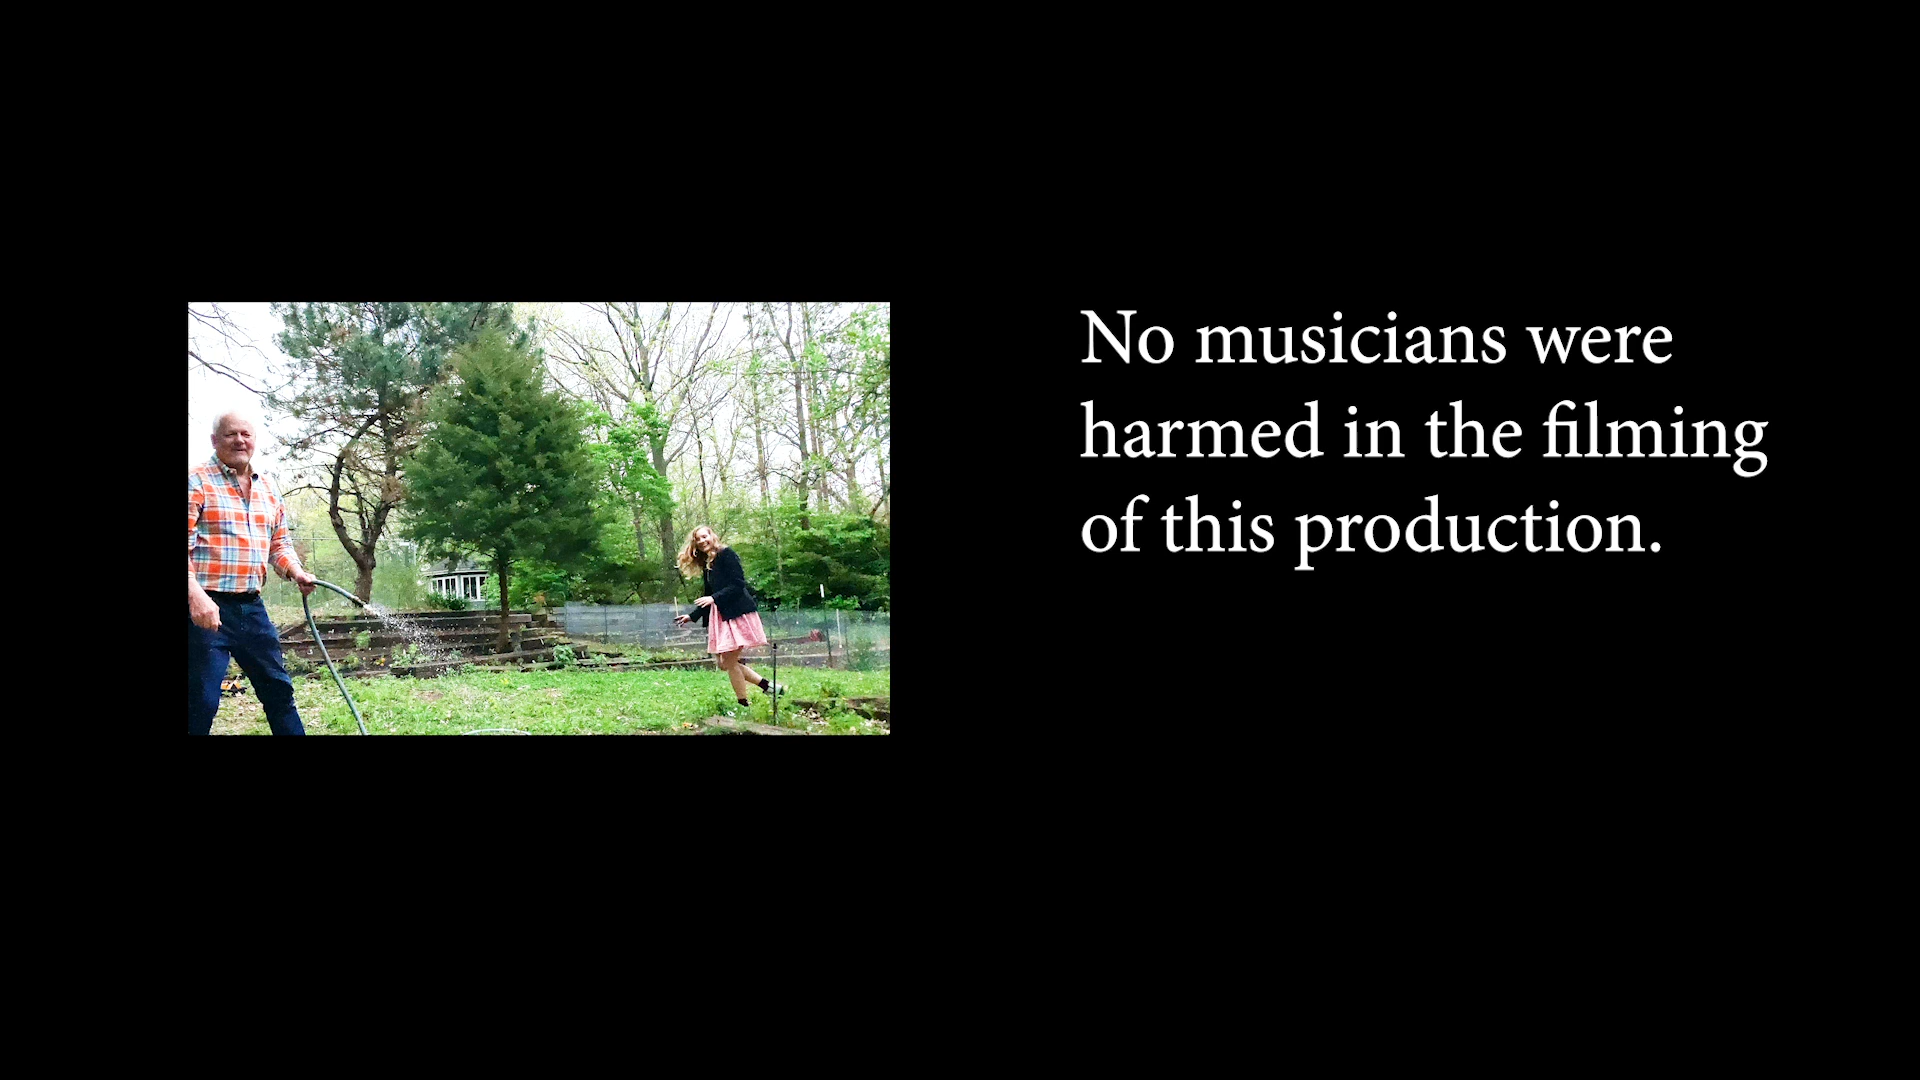 No musicians were
harmed in the filming
of this production.